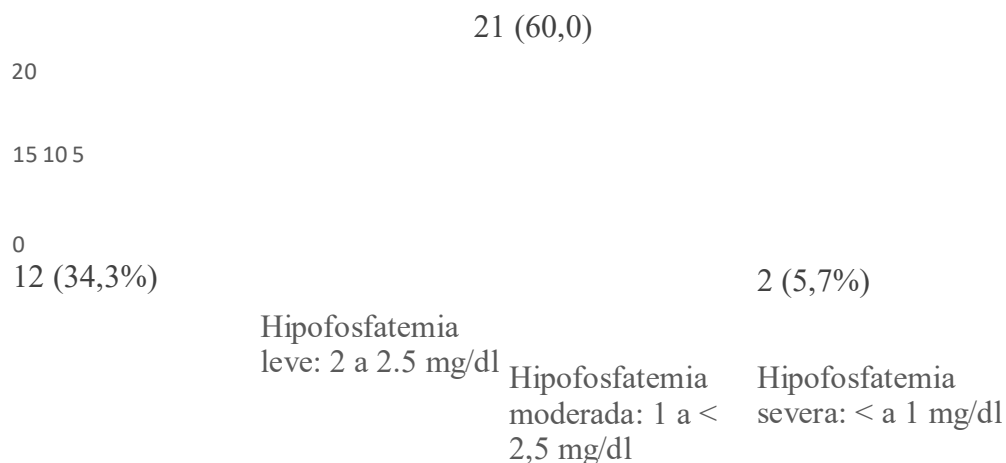 21 (60,0)
20
15 10 5
0
12 (34,3%)
2 (5,7%)
Hipofosfatemia
leve: 2 a 2.5 mg/dl
Hipofosfatemia
moderada: 1 a <
2,5 mg/dl
Hipofosfatemia
severa: < a 1 mg/dl